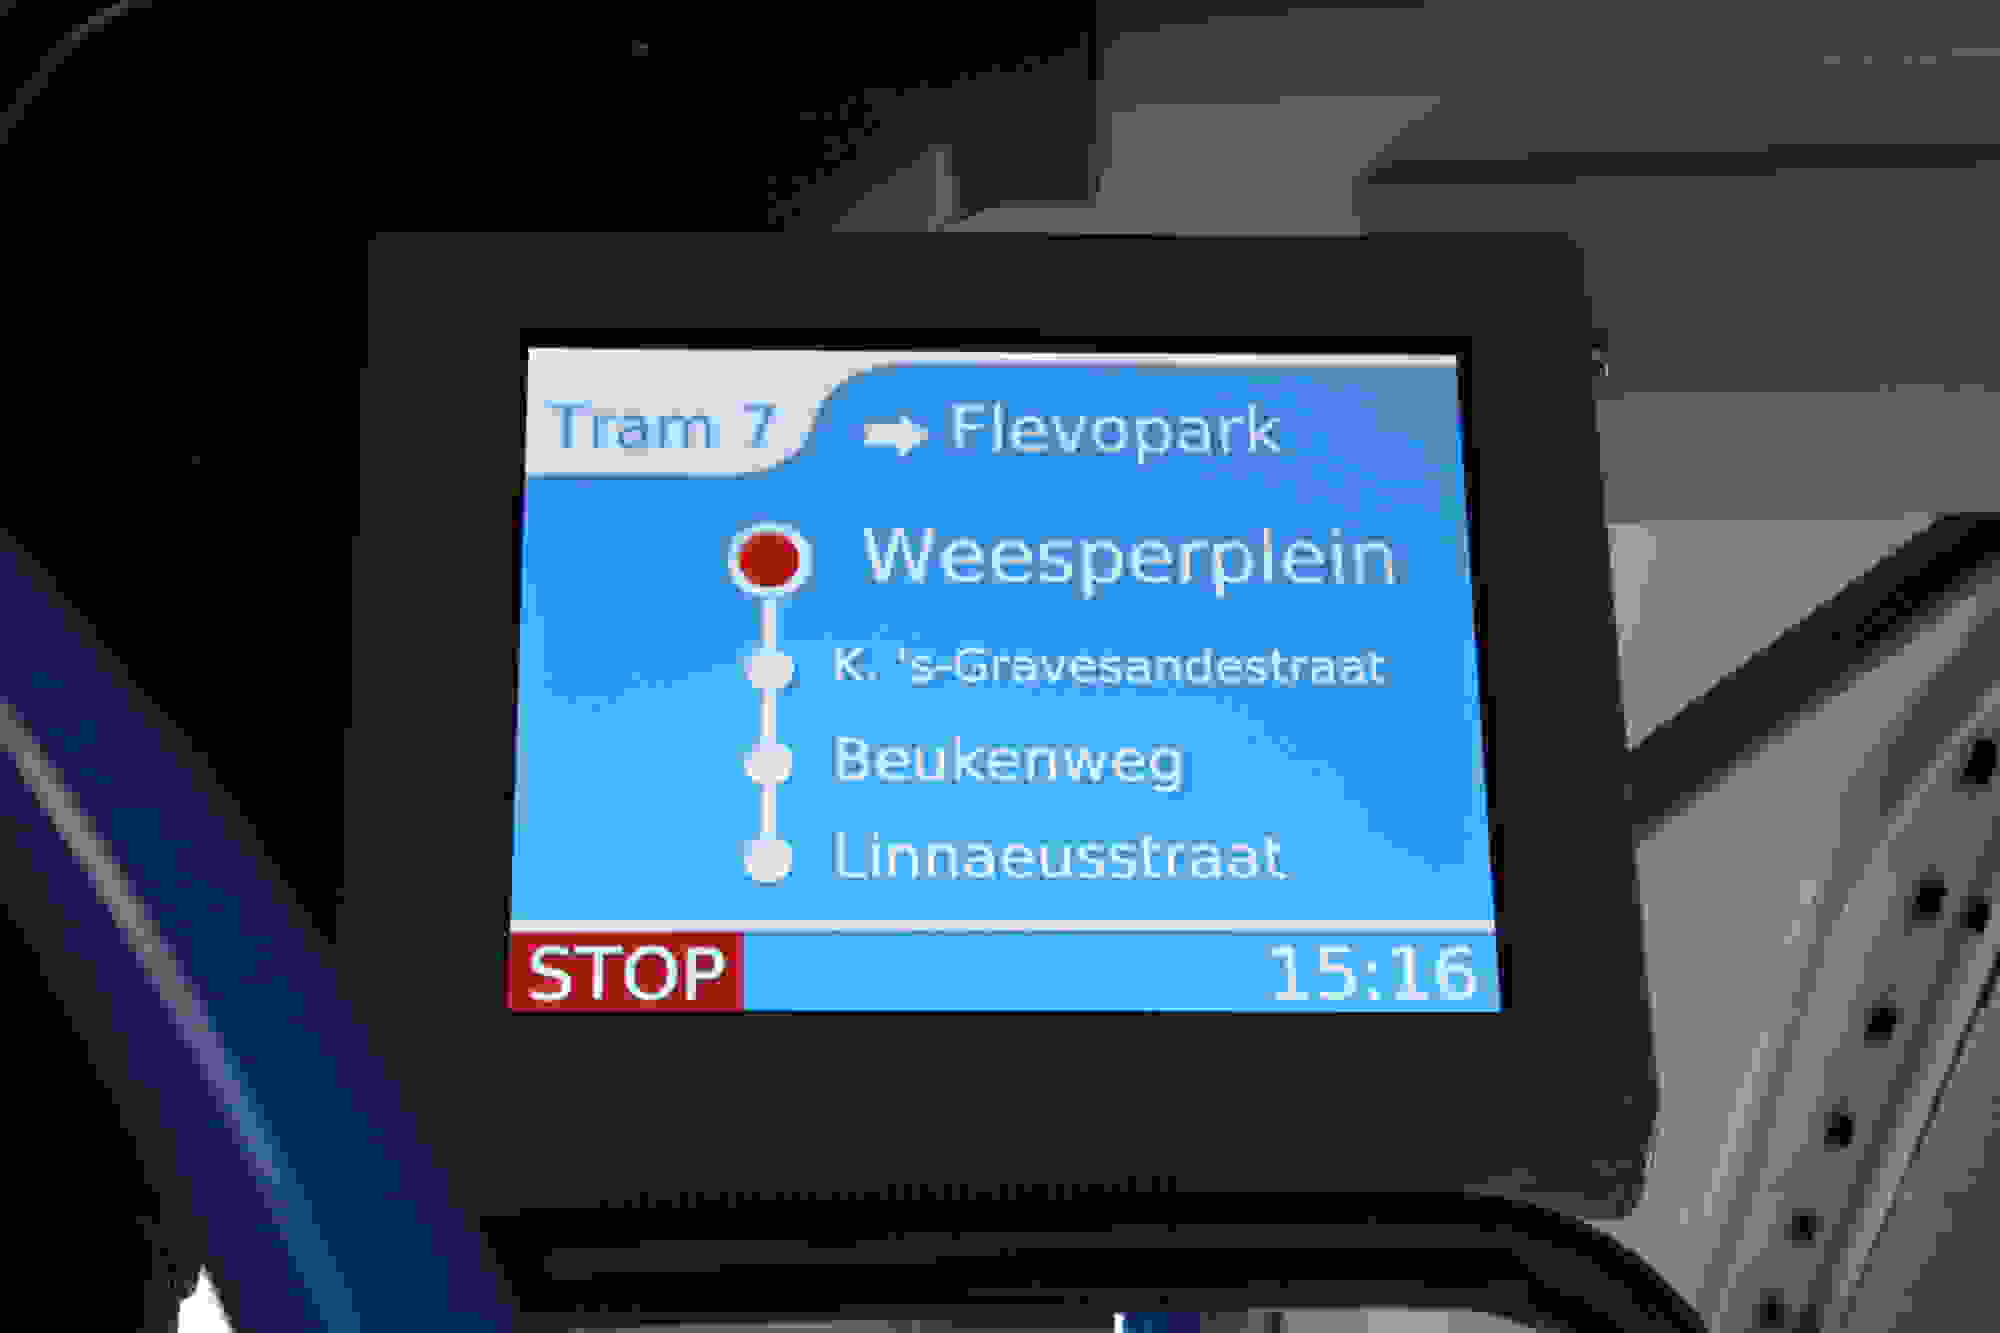 Tram 7 → Flevopark
Weesperplein
K. 's-Gravesandestraat
Beukenweg
Linnaeusstraat
STOP 15:16